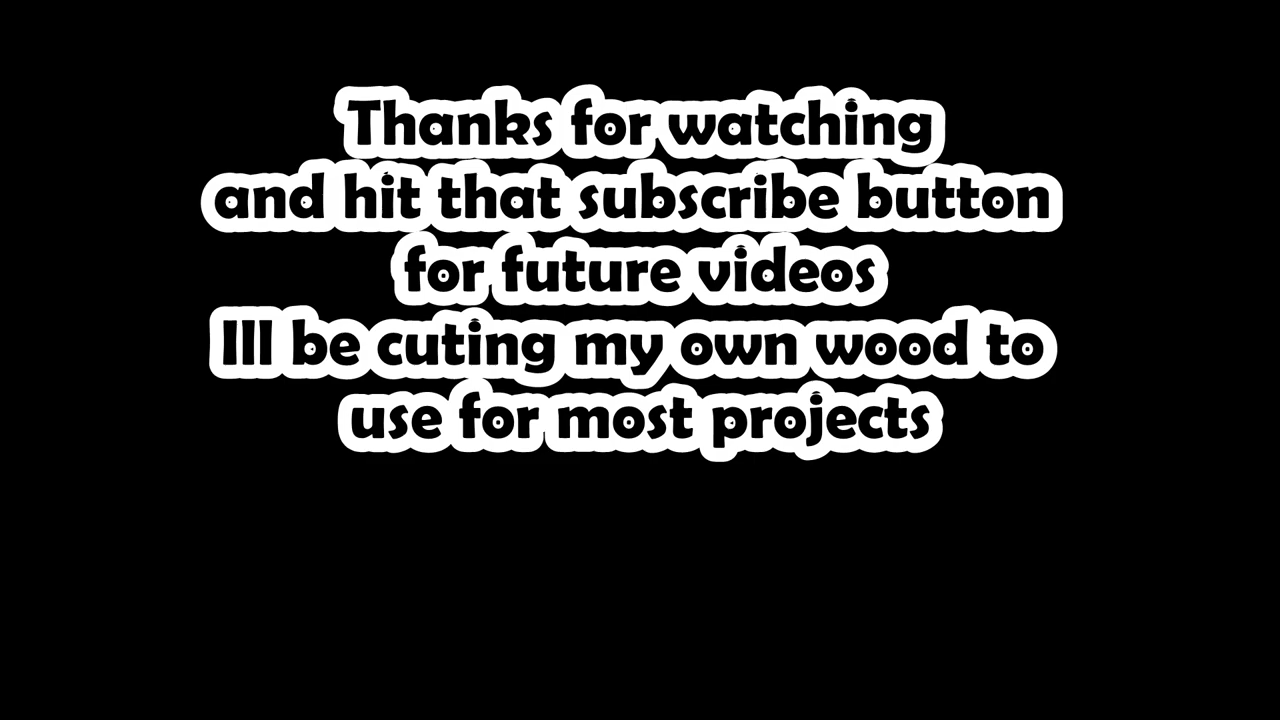 Thanks for watching
and hit that subscribe button
for future videos
Ill be cuting my own wood to
use for most projects